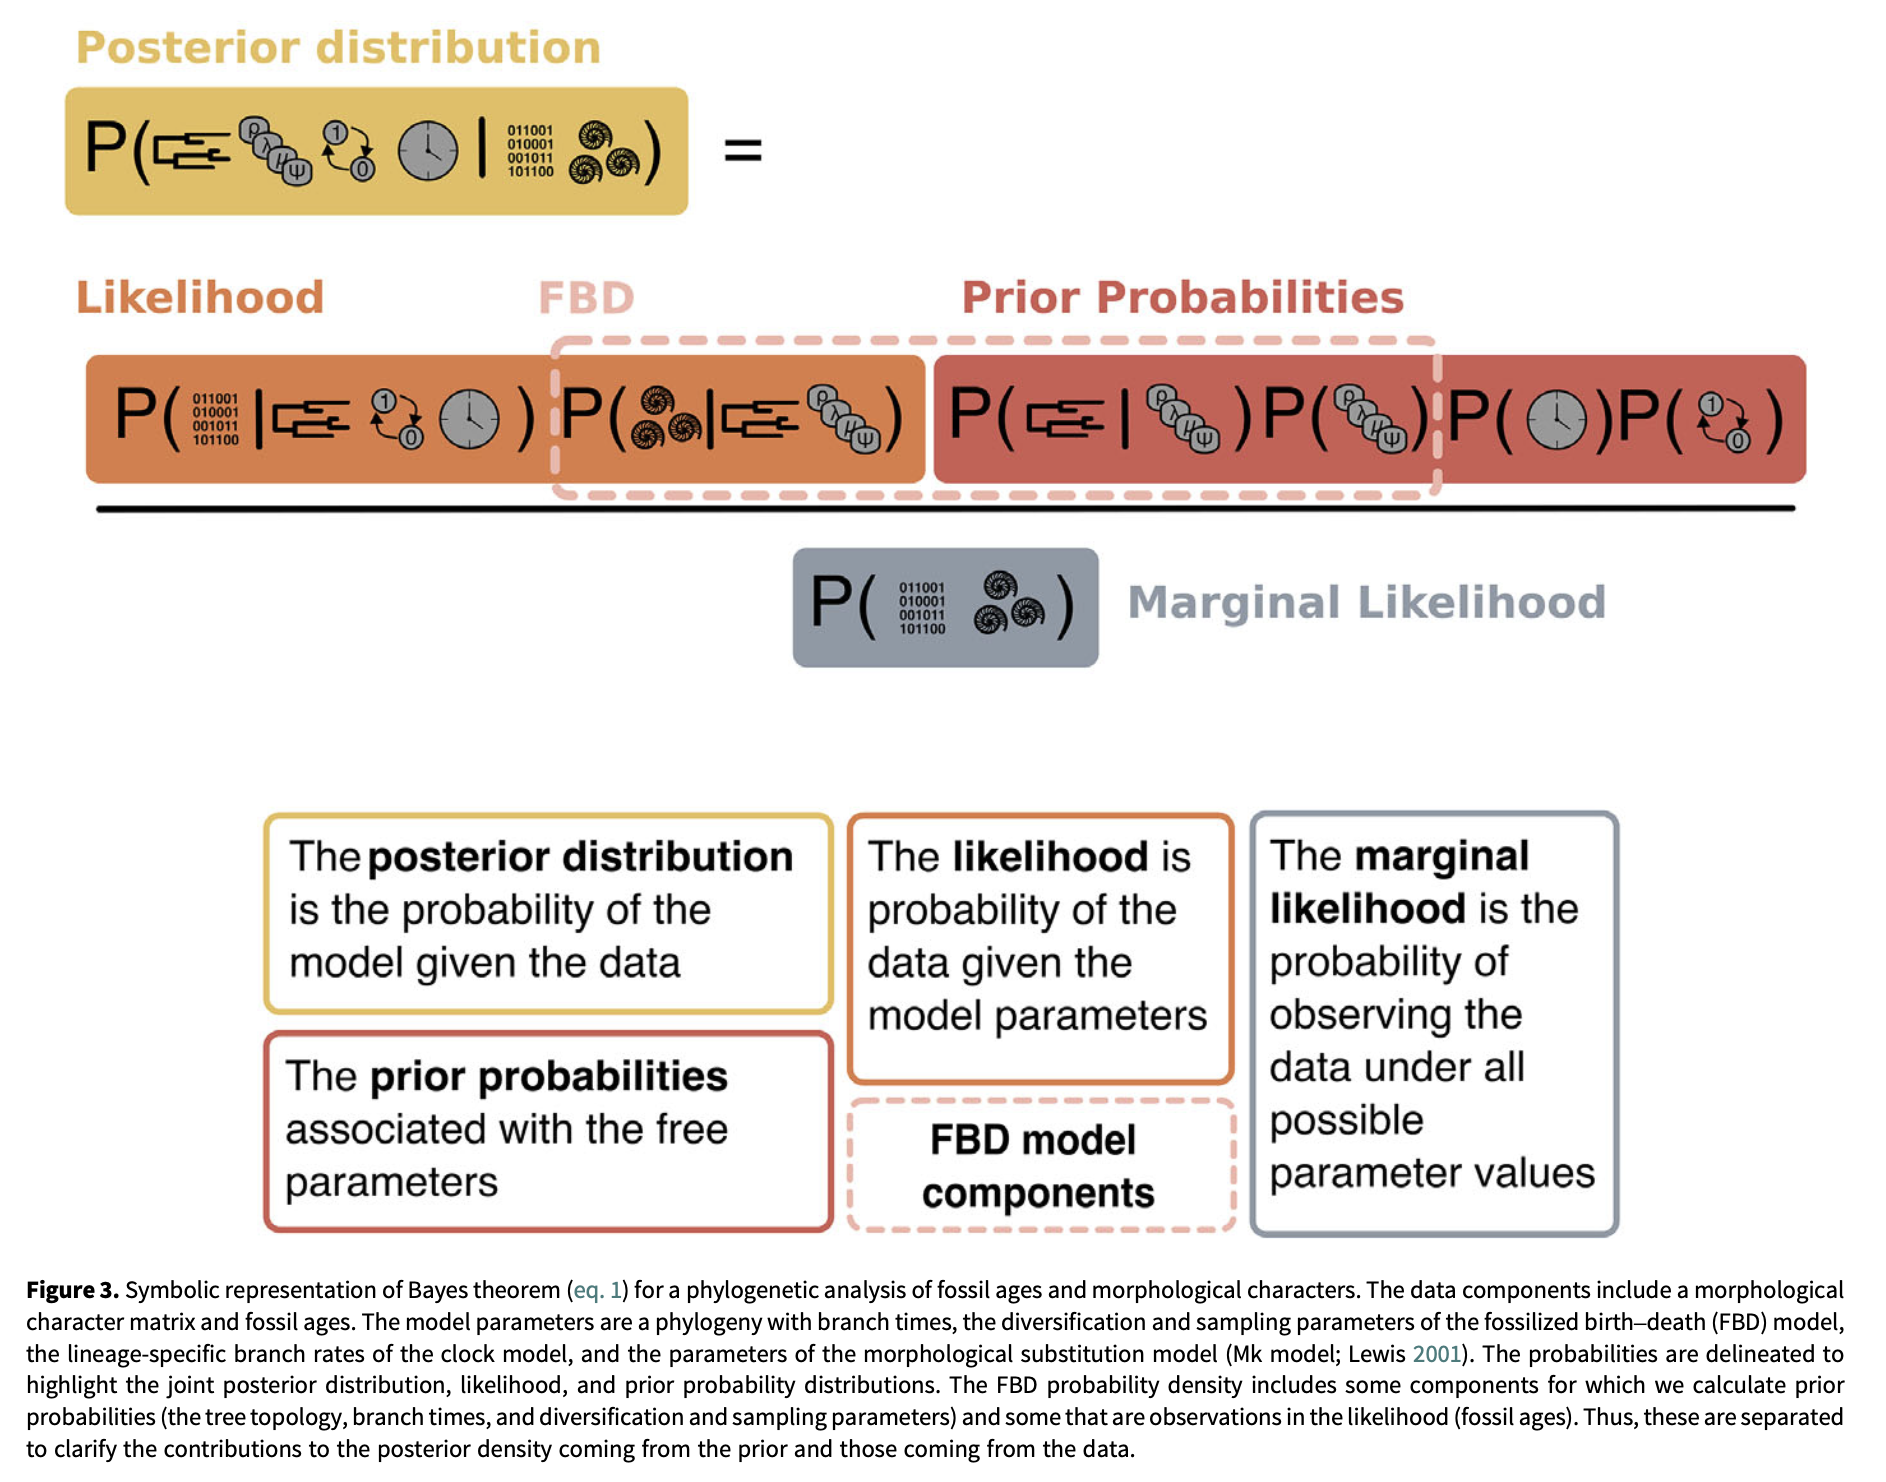 Posterior distribution
P( ρ λ μ ψ 1 0 | 011001 010001 001011 101100 ) =
Likelihood FBD Prior Probabilities
P( 011001 010001 001011 101100 | 1 0 ) P( | ρ λ μ ψ ) P( | ρ λ μ ψ ) P( ρ λ μ ψ ) P( ) P( 1 0 )
P( 011001 010001 001011 101100 ) Marginal Likelihood
The posterior distribution
is the probability of the
model given the data
The prior probabilities
associated with the free
parameters
The likelihood is
probability of the
data given the
model parameters
FBD model
components
The marginal
likelihood is the
probability of
observing the
data under all
possible
parameter values
Figure 3. Symbolic representation of Bayes theorem (eq. 1) for a phylogenetic analysis of fossil ages and morphological characters. The data components include a morphological
character matrix and fossil ages. The model parameters are a phylogeny with branch times, the diversification and sampling parameters of the fossilized birth–death (FBD) model,
the lineage-specific branch rates of the clock model, and the parameters of the morphological substitution model (Mk model; Lewis 2001). The probabilities are delineated to
highlight the joint posterior distribution, likelihood, and prior probability distributions. The FBD probability density includes some components for which we calculate prior
probabilities (the tree topology, branch times, and diversification and sampling parameters) and some that are observations in the likelihood (fossil ages). Thus, these are separated
to clarify the contributions to the posterior density coming from the prior and those coming from the data.